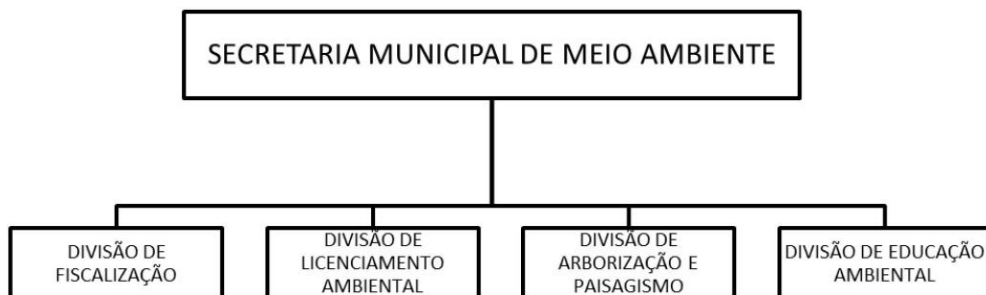 SECRETARIA MUNICIPAL DE MEIO AMBIENTE
DIVISÃO DE
FISCALIZAÇÃO
DIVISÃO DE
LICENCIAMENTO
AMBIENTAL
DIVISÃO DE
ARBORIZAÇÃO E
PAISAGISMO
DIVISÃO DE EDUCAÇÃO
AMBIENTAL